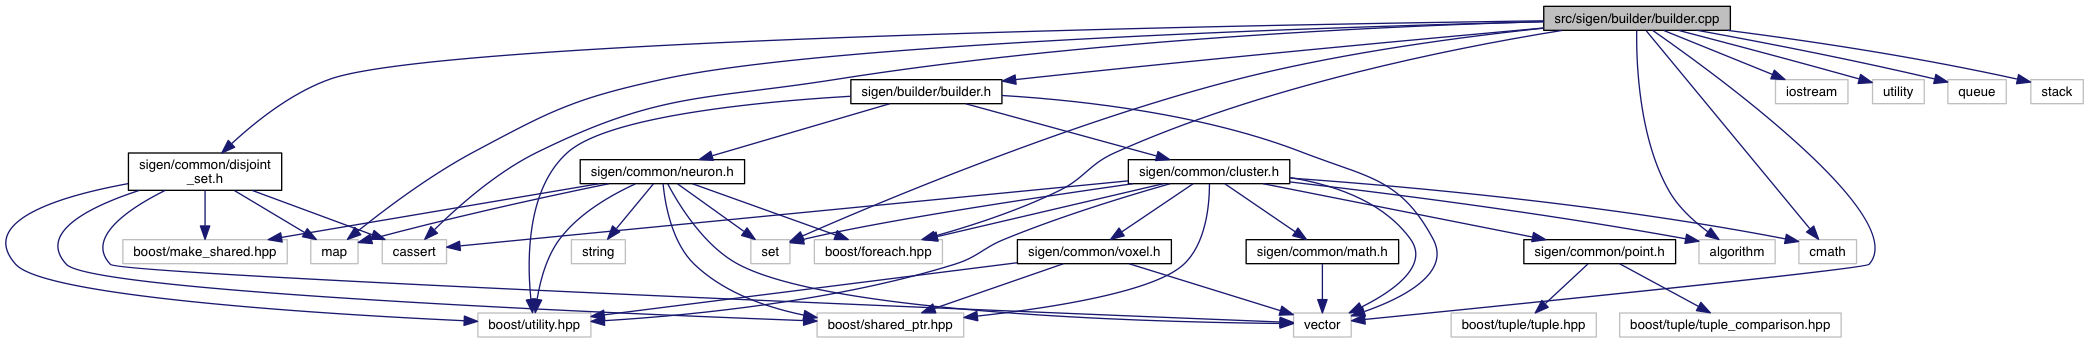 src/sigen/builder/builder.cpp
sigen/builder/builder.h
iostream
utility
queue
stack
sigen/common/disjoint
_set.h
sigen/common/neuron.h
sigen/common/cluster.h
boost/make_shared.hpp
map
cassert
string
set
boost/foreach.hpp
sigen/common/voxel.h
sigen/common/math.h
sigen/common/point.h
algorithm
cmath
boost/utility.hpp
boost/shared_ptr.hpp
vector
boost/tuple/tuple.hpp
boost/tuple/tuple_comparison.hpp